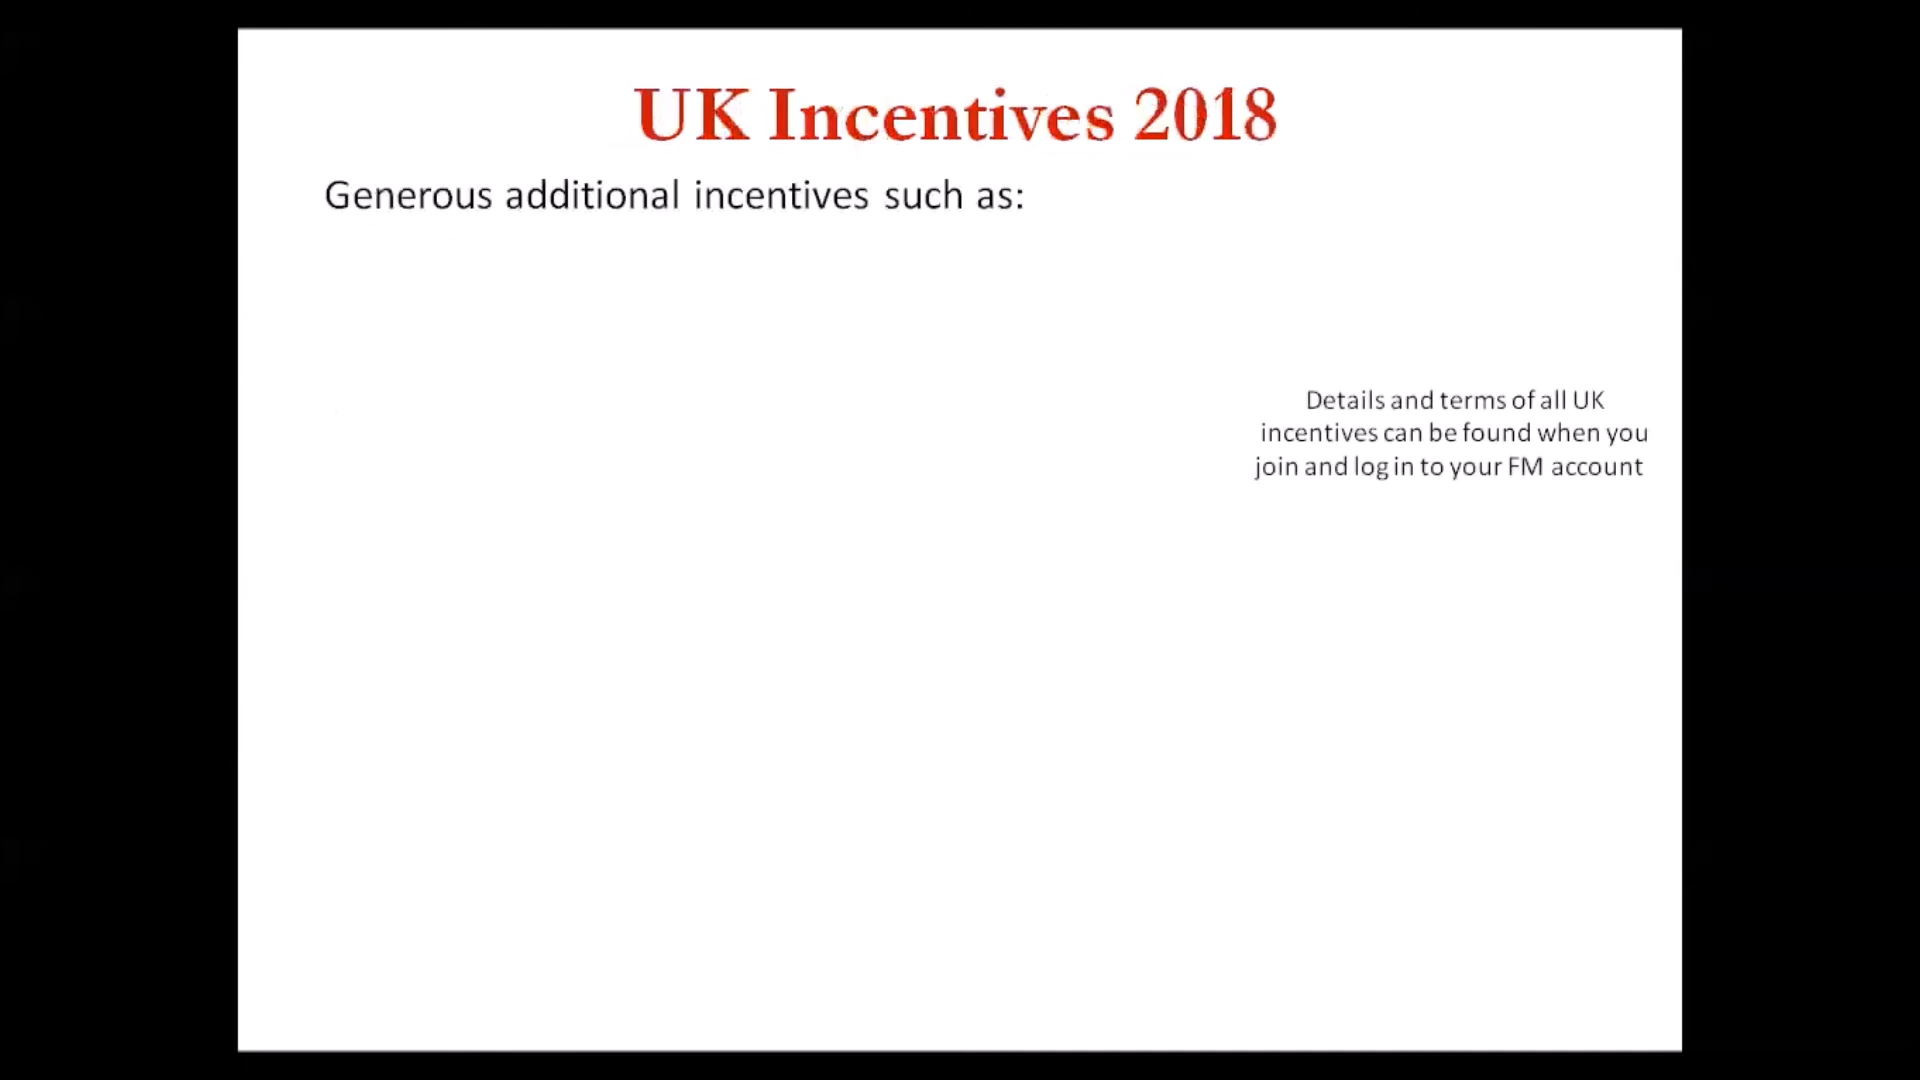 UK Incentives 2018
Generous additional incentives such as:
Details and terms of all UK
incentives can be found when you
join and log in to your FM account